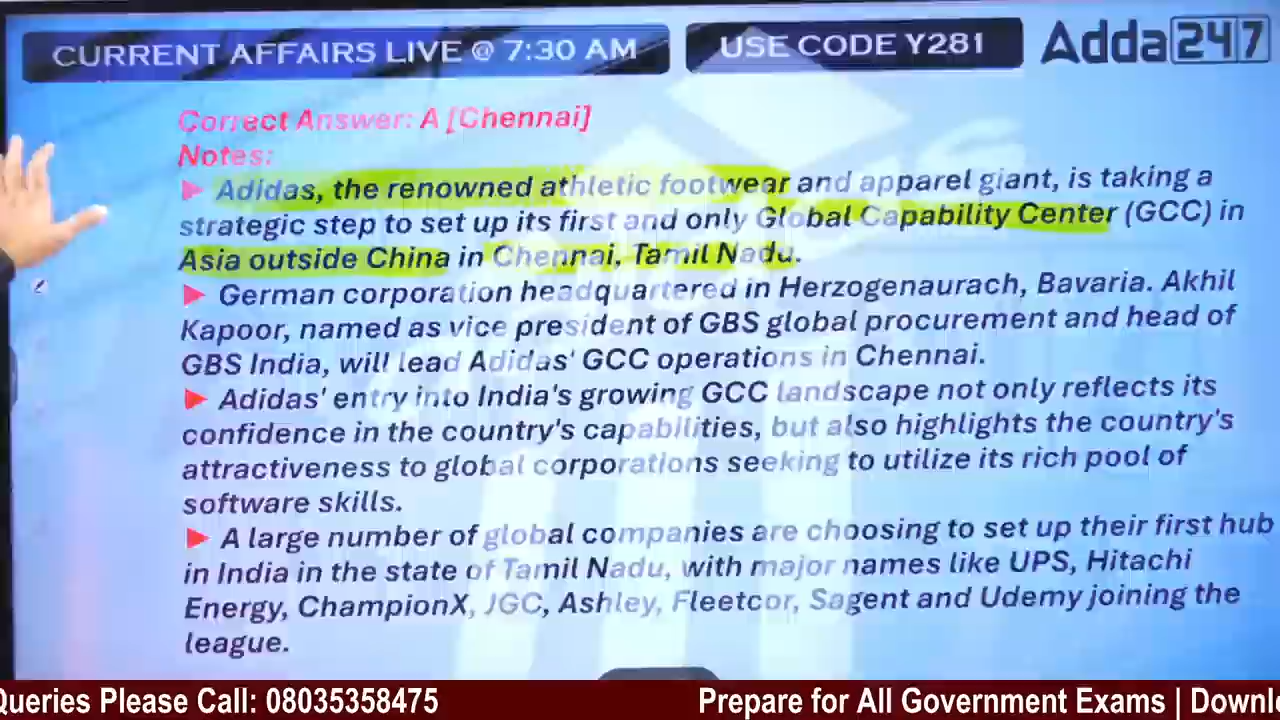 CURRENT AFFAIRS LIVE @ 7:30 AM
USE CODE Y281
Adda247
Correct Answer: A [Chennai]
Notes:
► Adidas, the renowned athletic footwear and apparel giant, is taking a
strategic step to set up its first and only Global Capability Center (GCC) in
Asia outside China in Chennai, Tamil Nadu.
► German corporation headquartered in Herzogenaurach, Bavaria. Akhil
Kapoor, named as vice president of GBS global procurement and head of
GBS India, will lead Adidas' GCC operations in Chennai.
► Adidas' entry into India's growing GCC landscape not only reflects its
confidence in the country's capabilities, but also highlights the country's
attractiveness to global corporations seeking to utilize its rich pool of
software skills.
► A large number of global companies are choosing to set up their first hub
in India in the state of Tamil Nadu, with major names like UPS, Hitachi
Energy, ChampionX, JGC, Ashley, Fleetcor, Sagent and Udemy joining the
league.
Queries Please Call: 08035358475 Prepare for All Government Exams | Downl